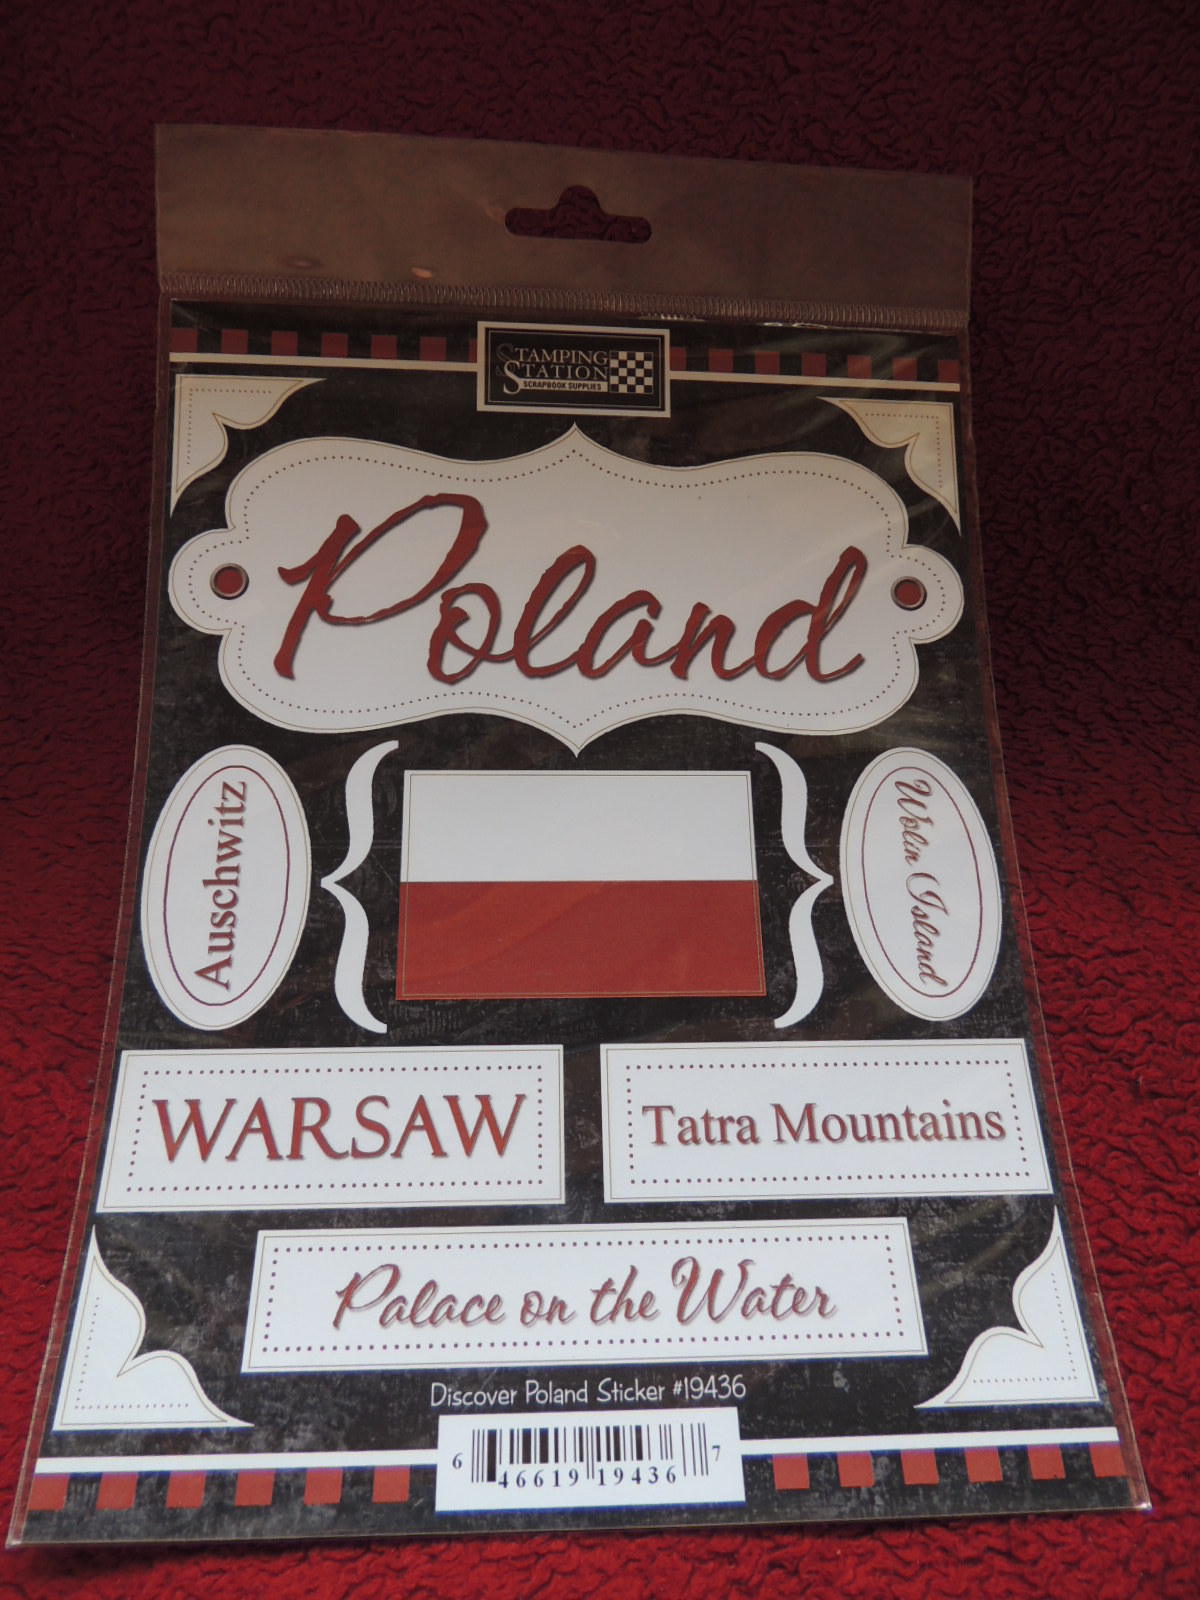 STAMPING
STATION
SCRAPBOOK SUPPLIES
Poland
Auschwitz
Wolin Island
WARSAW
Tatra Mountains
Palace on the Water
Discover Poland Sticker #19436
6 46619 19436 7